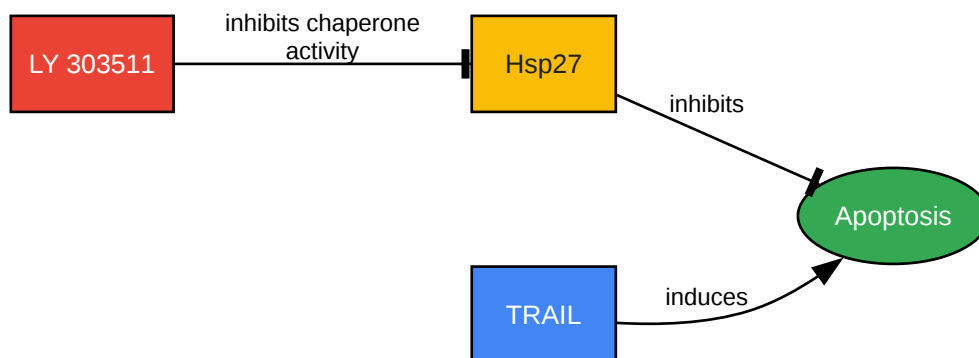 inhibits chaperone
activity
LY 303511
Hsp27
inhibits
Apoptosis
induces
TRAIL